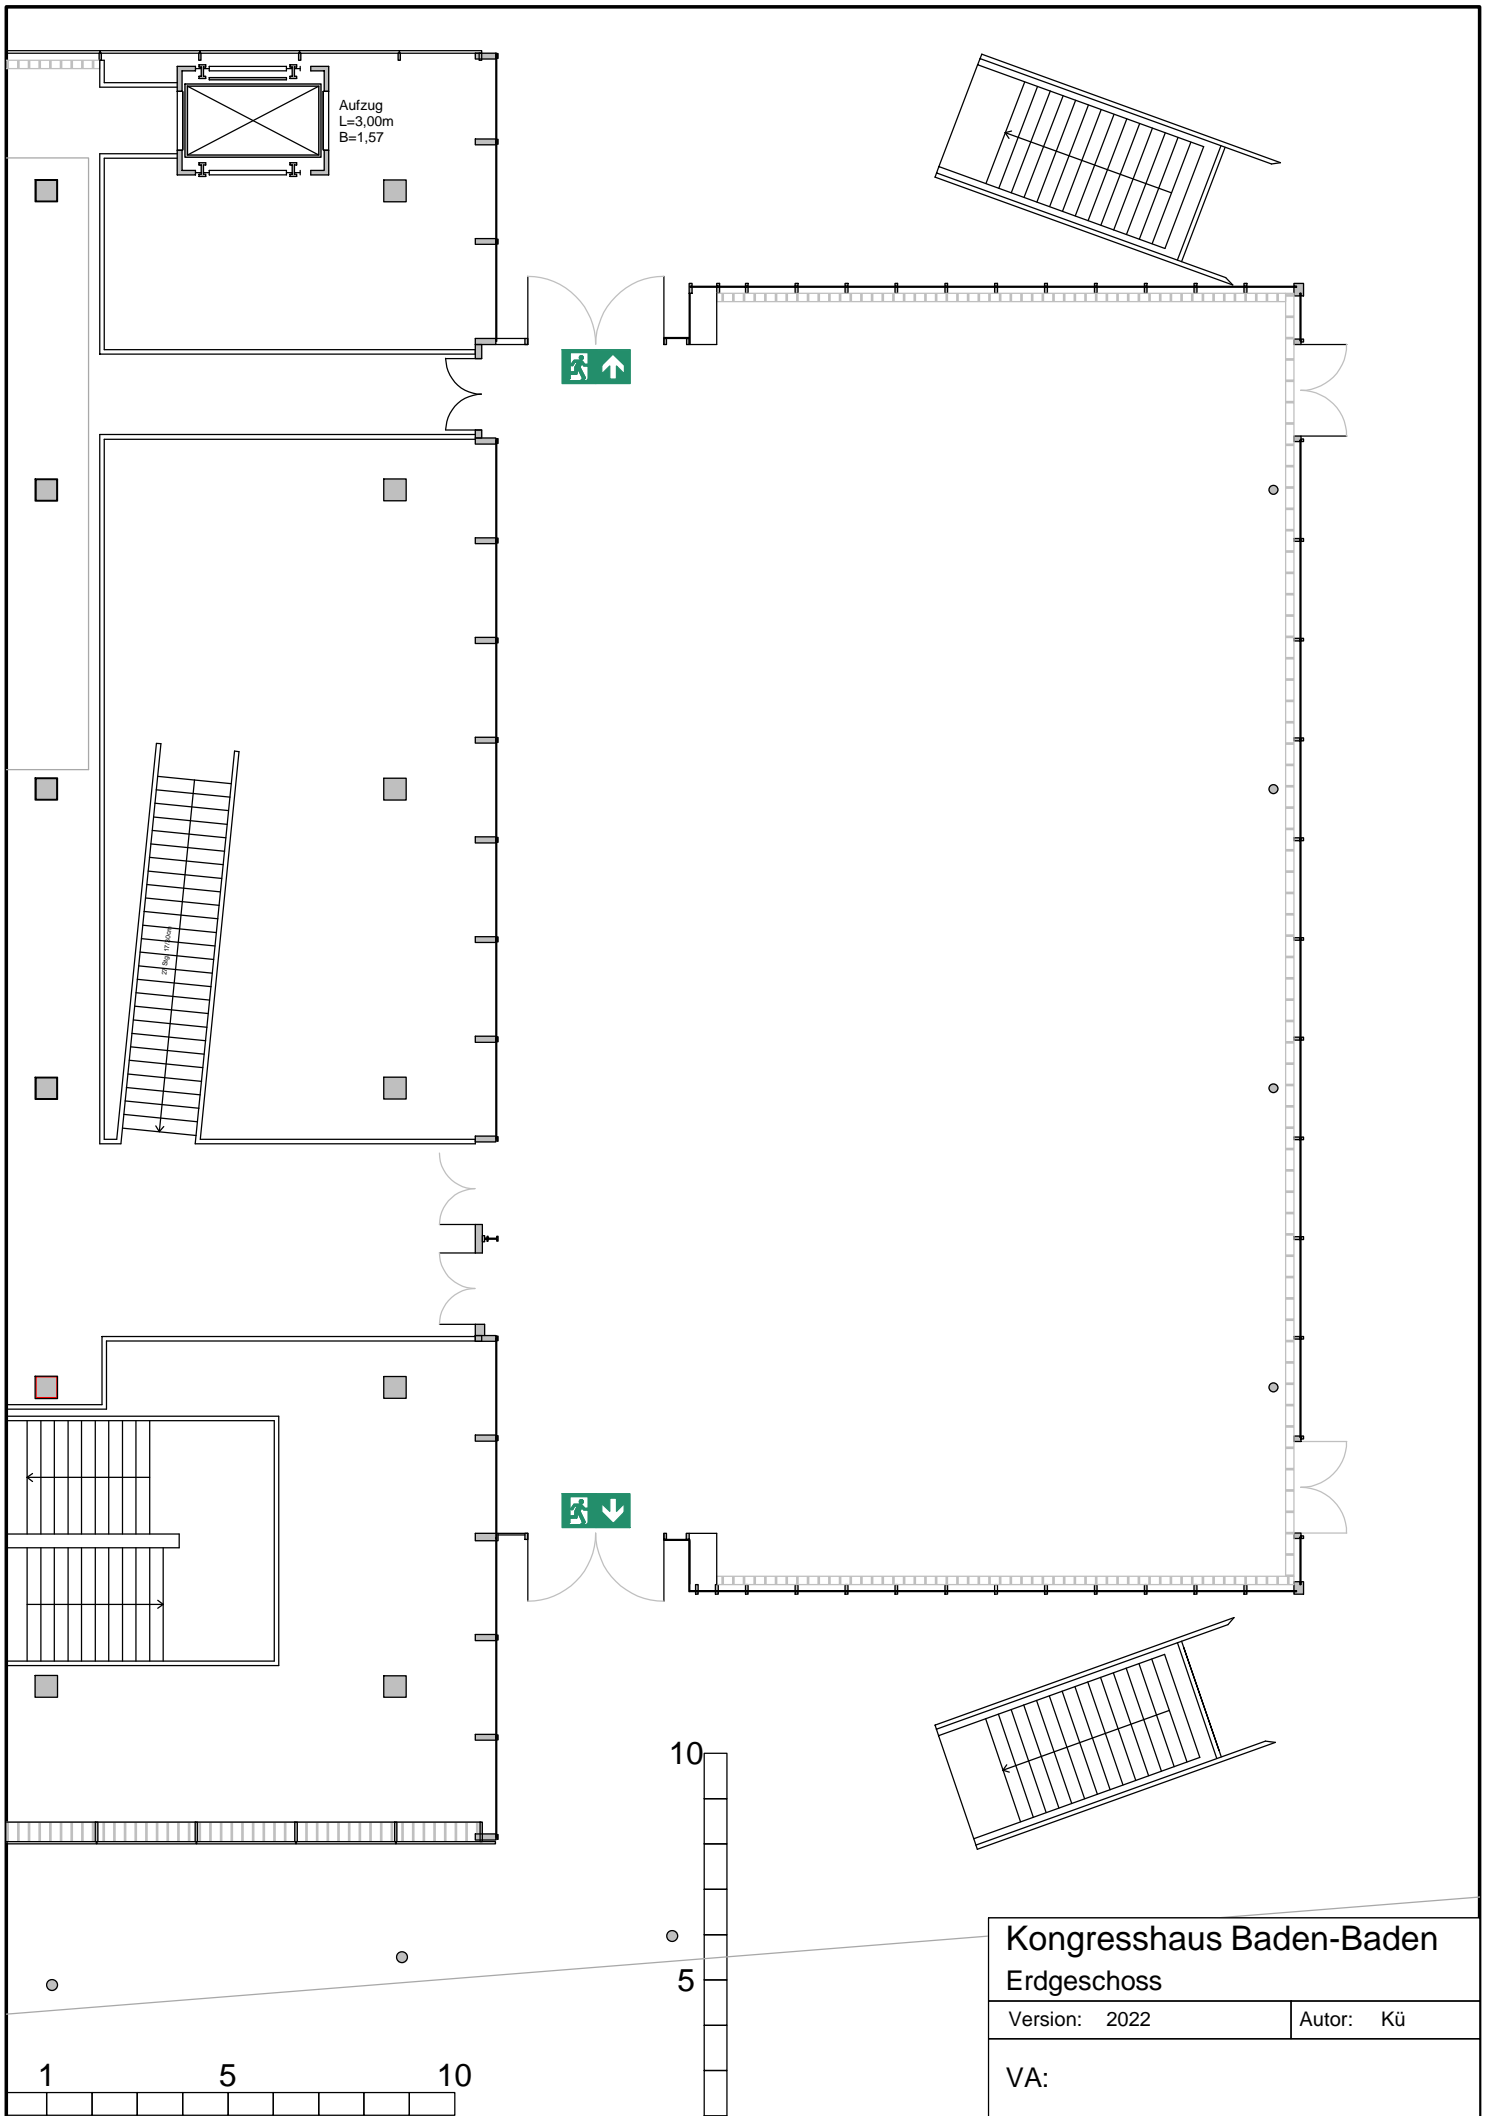 Aufzug
L=3,00m
B=1,57
10
5
Kongresshaus Baden-Baden
Erdgeschoss
Version: 2022
Autor: Kü
VA:
1 5 10